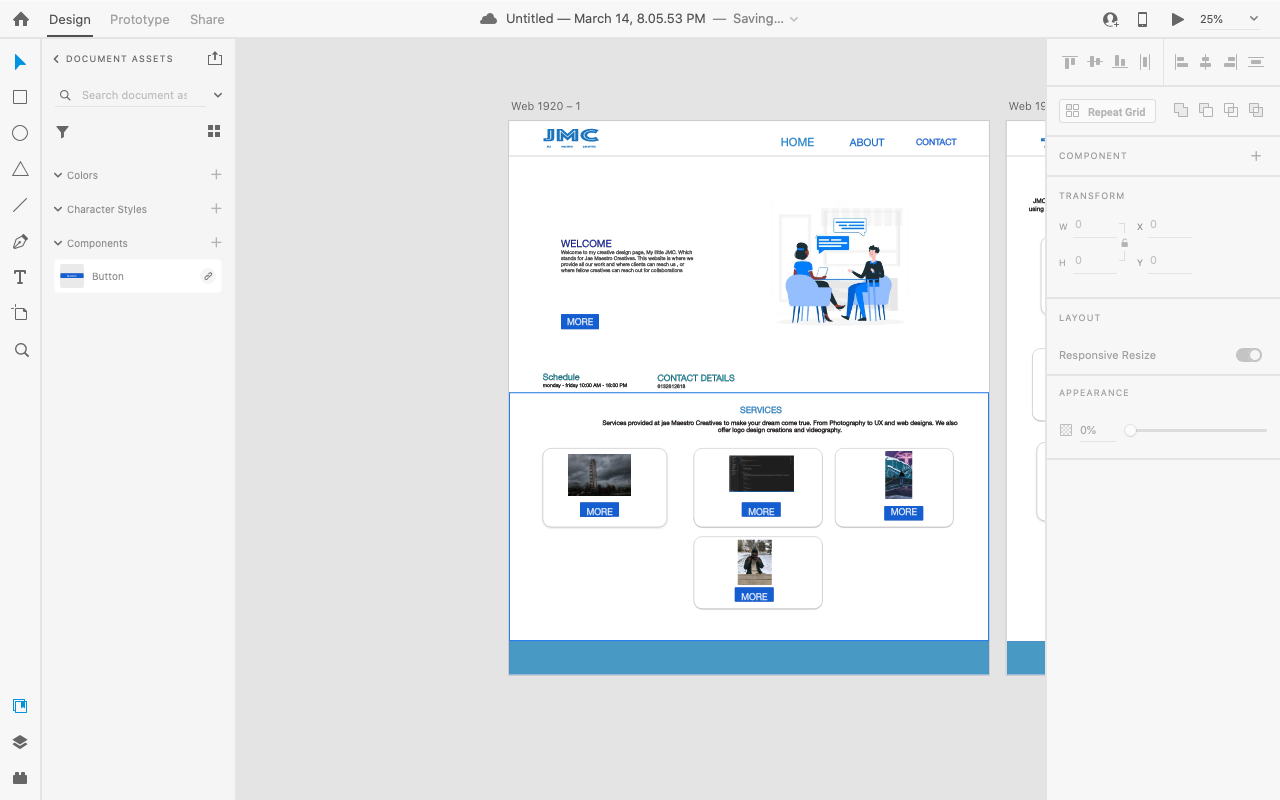 Design Prototype Share
Untitled — March 14, 8.05.53 PM — Saving...
25%
DOCUMENT ASSETS
Search document as
Colors
Character Styles
Components
Button
Web 1920 – 1
Web 19
JMC
HOME ABOUT CONTACT
WELCOME
Welcome to my creative design page, My title JMC. Which
stands for Jae Maestro Creatives. This website is where we
provide all our work and where clients can reach us , or
where fellow creatives can reach out for collaborations
MORE
Schedule
monday - friday 10:00 AM - 16:00 PM
CONTACT DETAILS
SERVICES
Services provided at jae Maestro Creatives to make your dream come true. From Photography to UX and web designs. We also
offer logo design creations and videography.
MORE
MORE
MORE
MORE
JMC
using
Repeat Grid
COMPONENT
TRANSFORM
W 0 X 0
H 0 Y 0
LAYOUT
Responsive Resize
APPEARANCE
0%